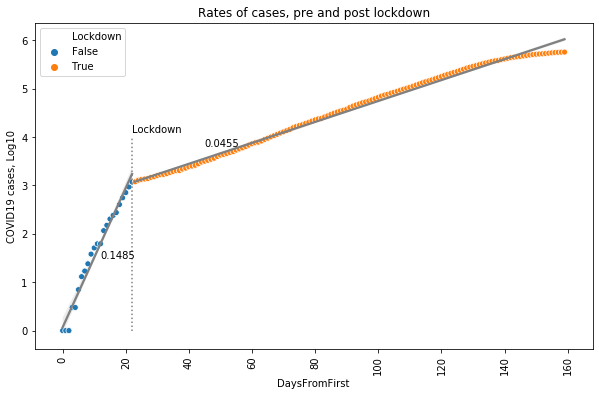 Rates of cases, pre and post lockdown
Lockdown
False
True
COVID19 cases, Log10
6
5
4
3
2
1
0
Lockdown
0.0455
0.1485
0
20
40
60
80
100
120
140
160
DaysFromFirst